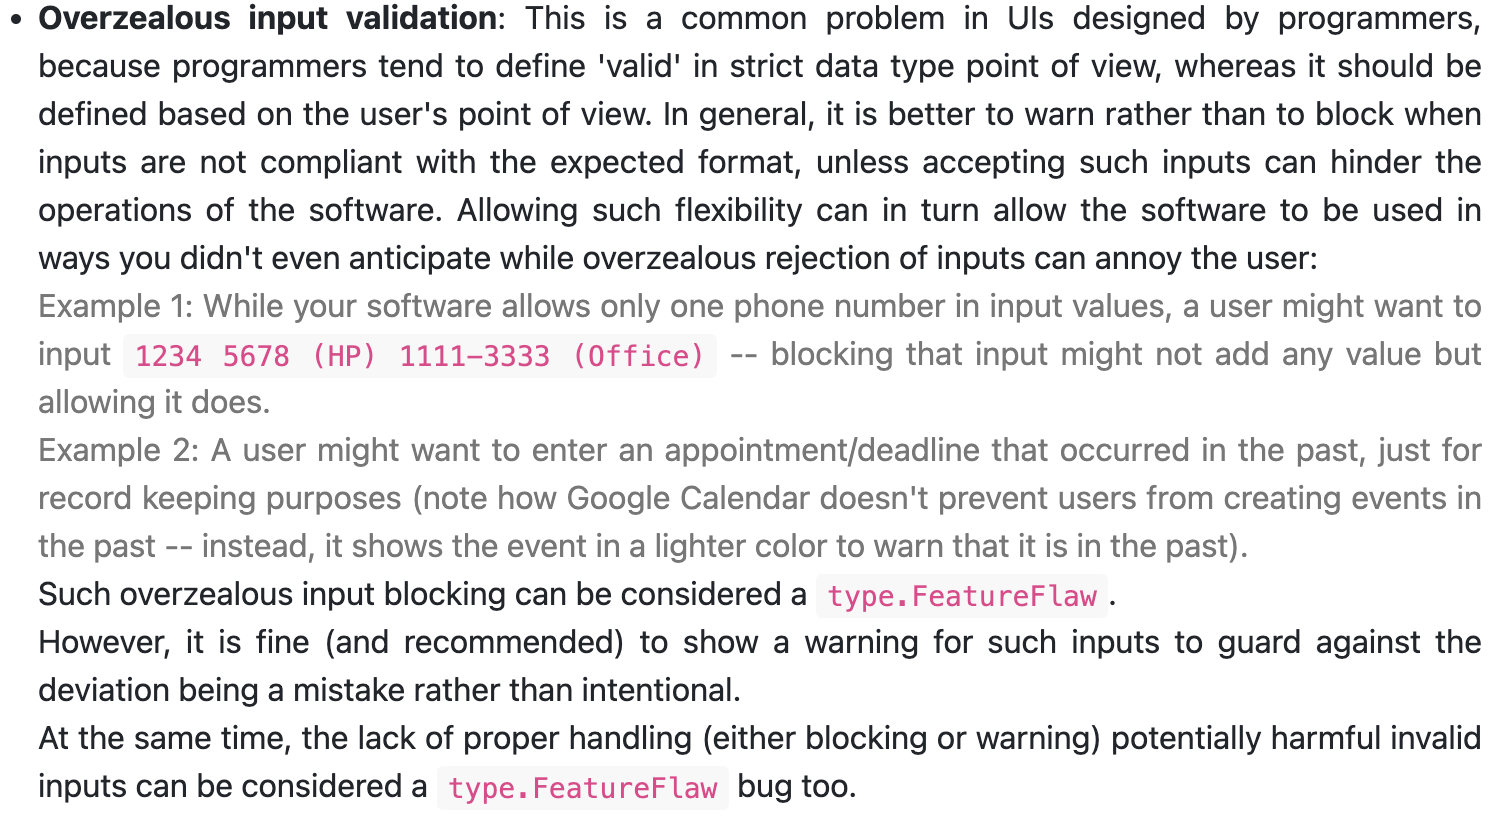 • Overzealous input validation: This is a common problem in UIs designed by programmers,
because programmers tend to define 'valid' in strict data type point of view, whereas it should be
defined based on the user's point of view. In general, it is better to warn rather than to block when
inputs are not compliant with the expected format, unless accepting such inputs can hinder the
operations of the software. Allowing such flexibility can in turn allow the software to be used in
ways you didn't even anticipate while overzealous rejection of inputs can annoy the user:
Example 1: While your software allows only one phone number in input values, a user might want to
input 1234 5678 (HP) 1111-3333 (Office) -- blocking that input might not add any value but
allowing it does.
Example 2: A user might want to enter an appointment/deadline that occurred in the past, just for
record keeping purposes (note how Google Calendar doesn't prevent users from creating events in
the past -- instead, it shows the event in a lighter color to warn that it is in the past).
Such overzealous input blocking can be considered a type.FeatureFlaw.
However, it is fine (and recommended) to show a warning for such inputs to guard against the
deviation being a mistake rather than intentional.
At the same time, the lack of proper handling (either blocking or warning) potentially harmful invalid
inputs can be considered a type.FeatureFlaw bug too.